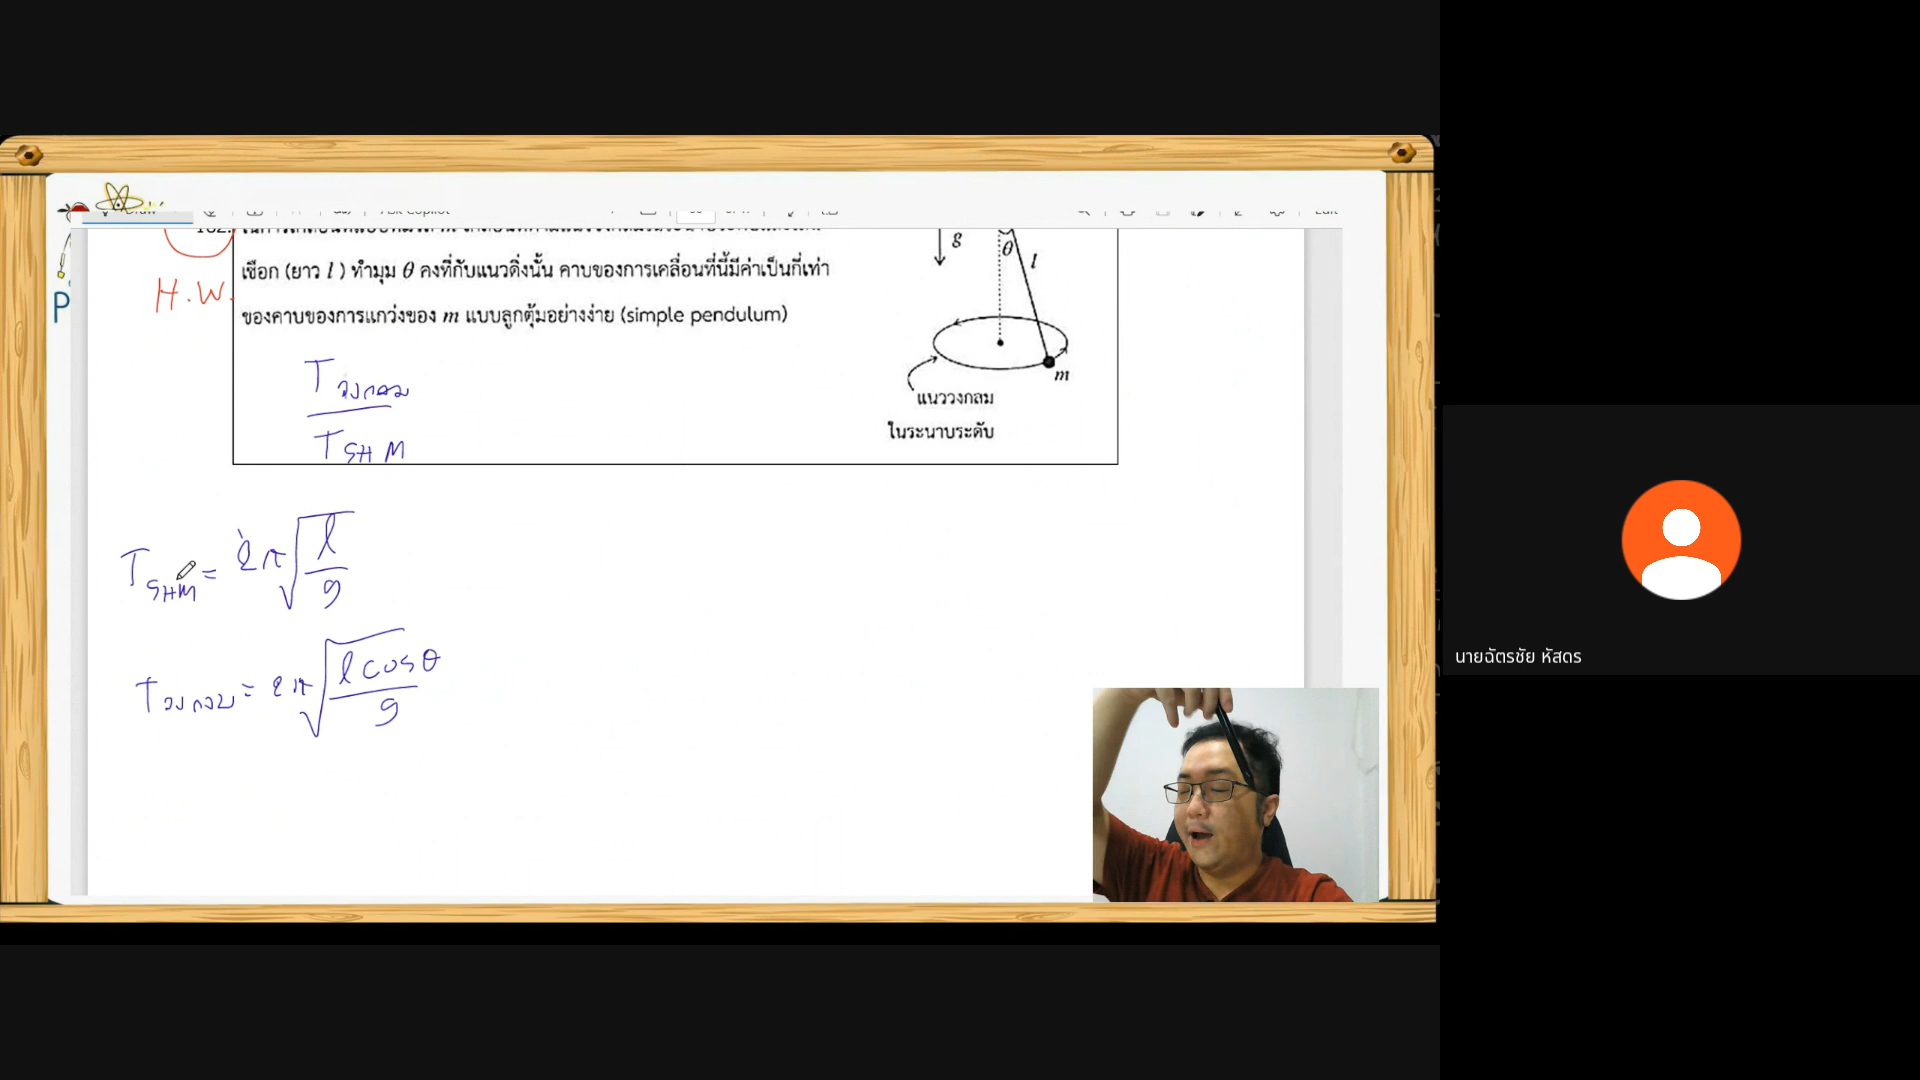 g
θ
l
เชือก (ยาว l ) ทำมุม θ คงที่กับแนวดิ่งนั้น คาบของการเคลื่อนที่นี้มีค่าเป็นกี่เท่า
H.W.
P
ของคาบของการแกว่งของ m แบบลูกตุ้มอย่างง่าย (simple pendulum)
m
แนววงกลม
ในระนาบระดับ
T วงกลม
T SHM
T SHM = 2π√(l/g)
T วงกลม = 2π√(l cosθ/g)
นายฉัตรชัย หัสดร